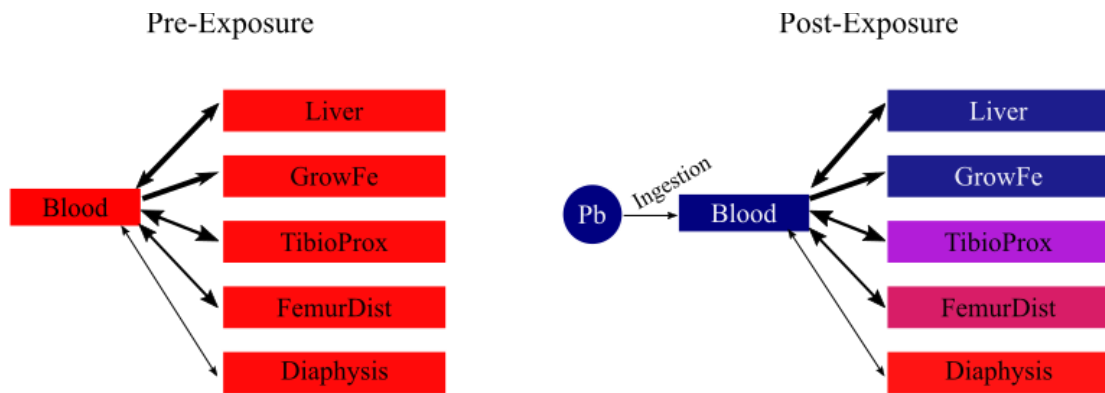 Pre-Exposure
Liver
GrowFe
Blood
TibioProx
FemurDist
Diaphysis
Post-Exposure
Liver
Ingestion
GrowFe
Pb
Blood
TibioProx
FemurDist
Diaphysis